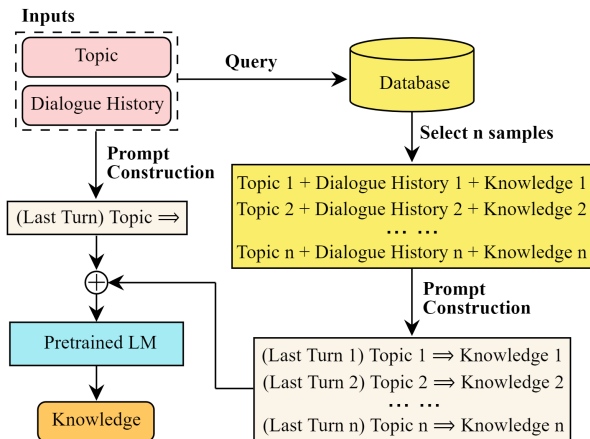 Inputs
Topic
Dialogue History
Query
Database
Select n samples
Topic 1 + Dialogue History 1 + Knowledge 1
Topic 2 + Dialogue History 2 + Knowledge 2
... ...
Topic n + Dialogue History n + Knowledge n
Prompt
Construction
(Last Turn) Topic ⟹
Prompt
Construction
(Last Turn 1) Topic 1 ⟹ Knowledge 1
(Last Turn 2) Topic 2 ⟹ Knowledge 2
... ...
(Last Turn n) Topic n ⟹ Knowledge n
Pretrained LM
Knowledge